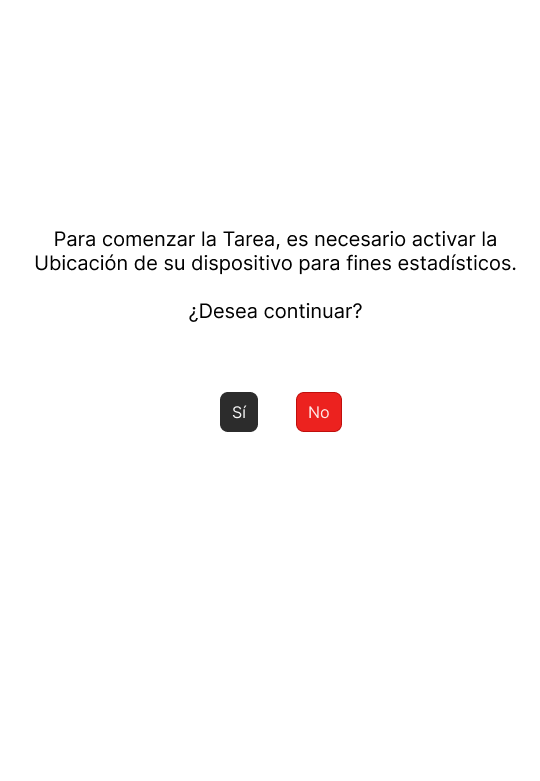 Para comenzar la Tarea, es necesario activar la
Ubicación de su dispositivo para fines estadísticos.
¿Desea continuar?
Sí
No